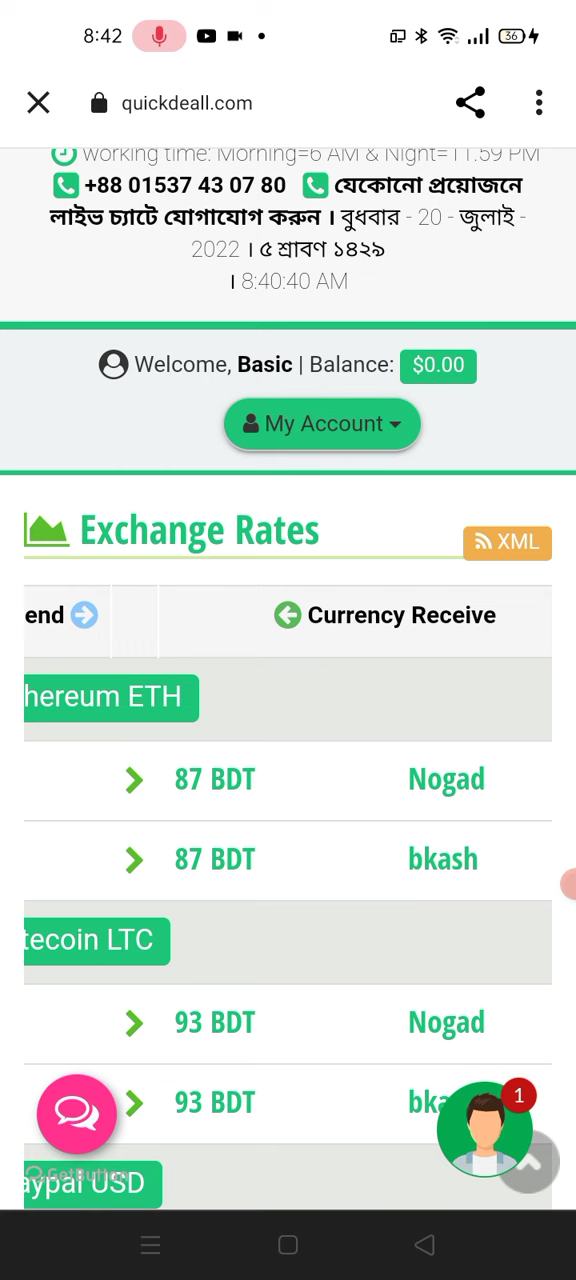 8:42
36
quickdeall.com
working time: Morning=6 AM & Night=11.59 PM
+88 01537 43 07 80 যেকোনো প্রয়োজনে
লাইভ চ্যাটে যোগাযোগ করুন । বুধবার - 20 - জুলাই -
2022 । ৫ শ্রাবণ ১৪২৯
। 8:40:40 AM
Welcome, Basic | Balance: $0.00
My Account
Exchange Rates
XML
end Currency Receive
hereum ETH
87 BDT Nogad
87 BDT bkash
tecoin LTC
93 BDT Nogad
93 BDT bka
1
GetButton
aypal USD